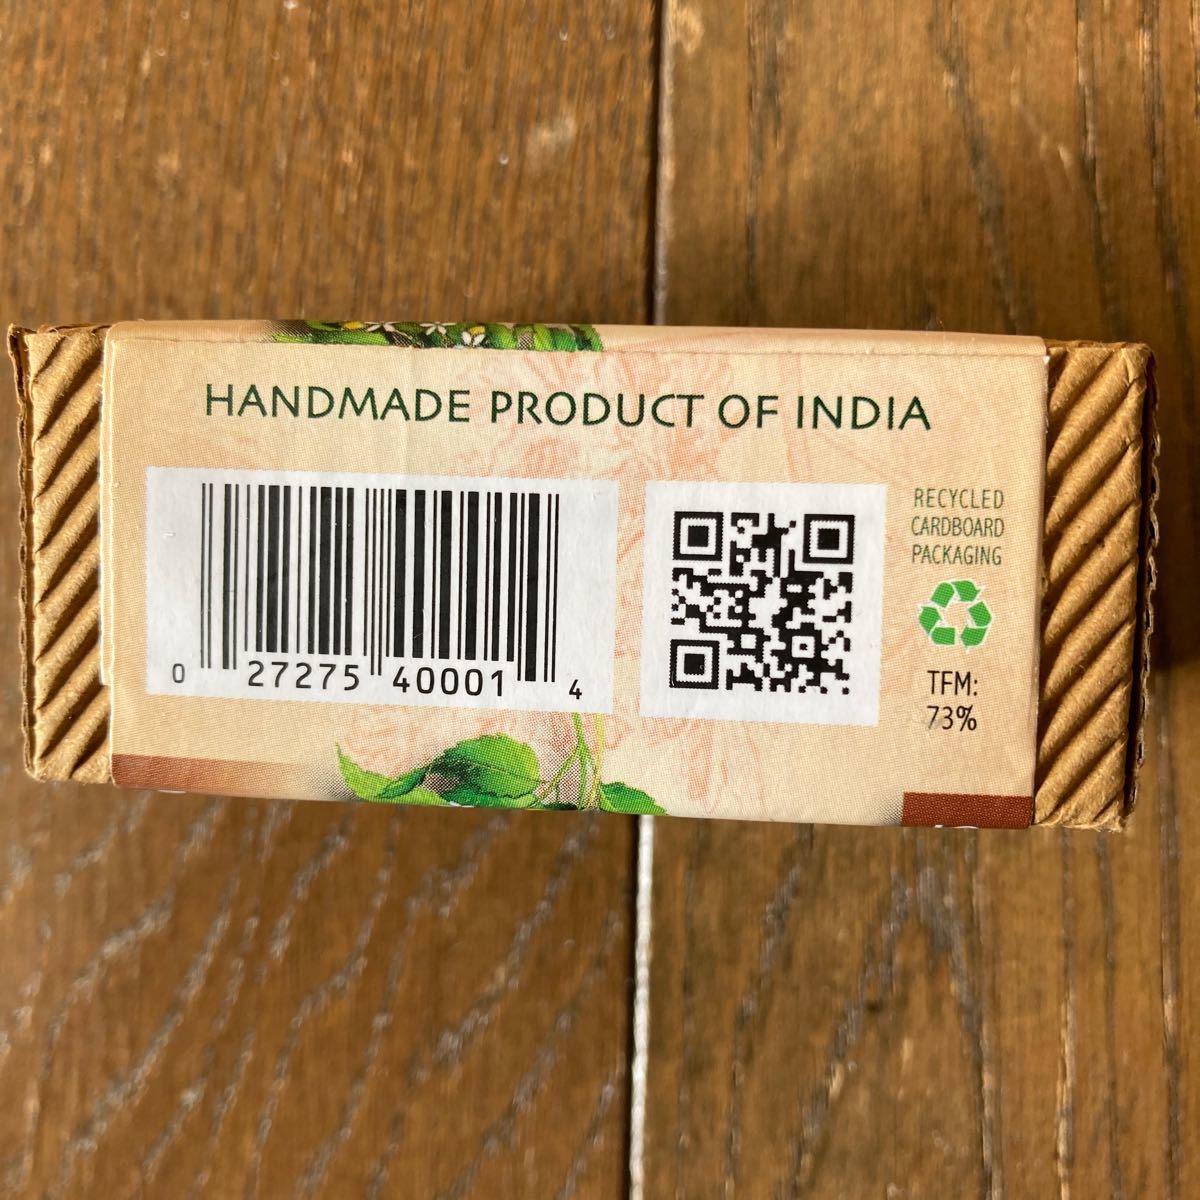 HANDMADE PRODUCT OF INDIA
RECYCLED
CARDBOARD
PACKAGING
TFM:
73%
0 27275 40001 4